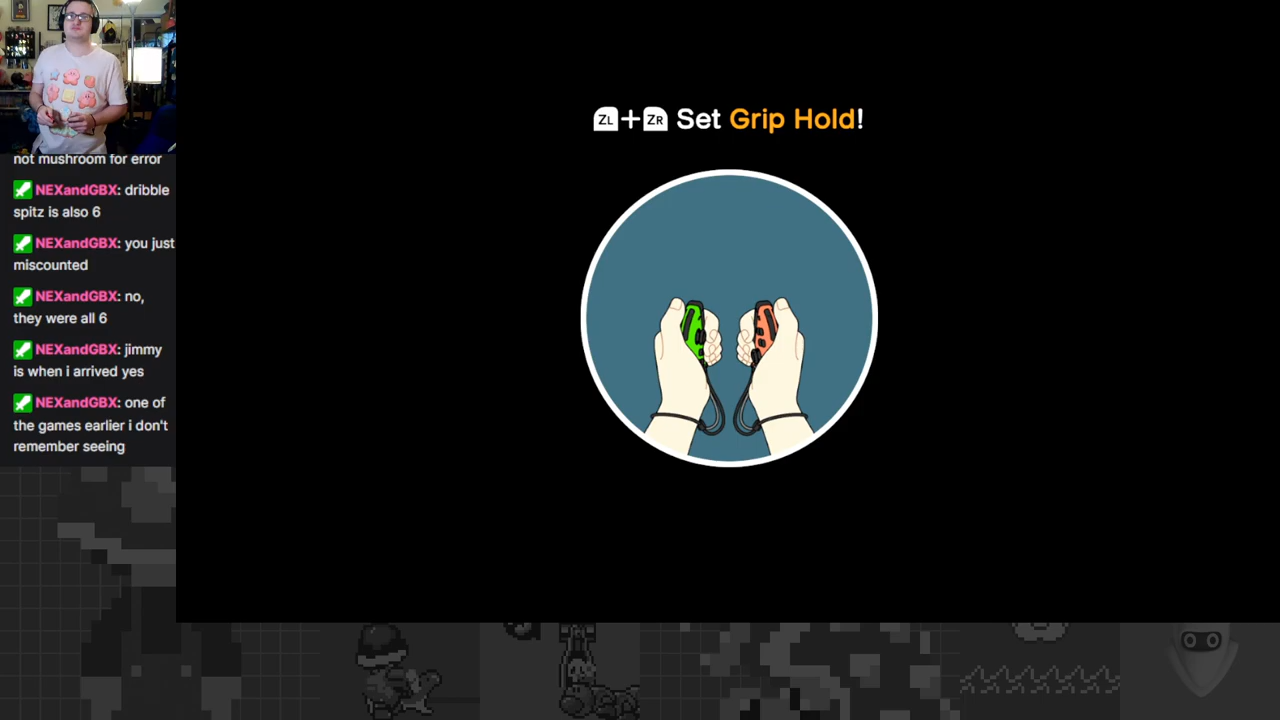 ZL+ZR Set Grip Hold!
not mushroom for error
NEXandGBX: dribble
spitz is also 6
NEXandGBX: you just
miscounted
NEXandGBX: no,
they were all 6
NEXandGBX: jimmy
is when i arrived yes
NEXandGBX: one of
the games earlier i don't
remember seeing